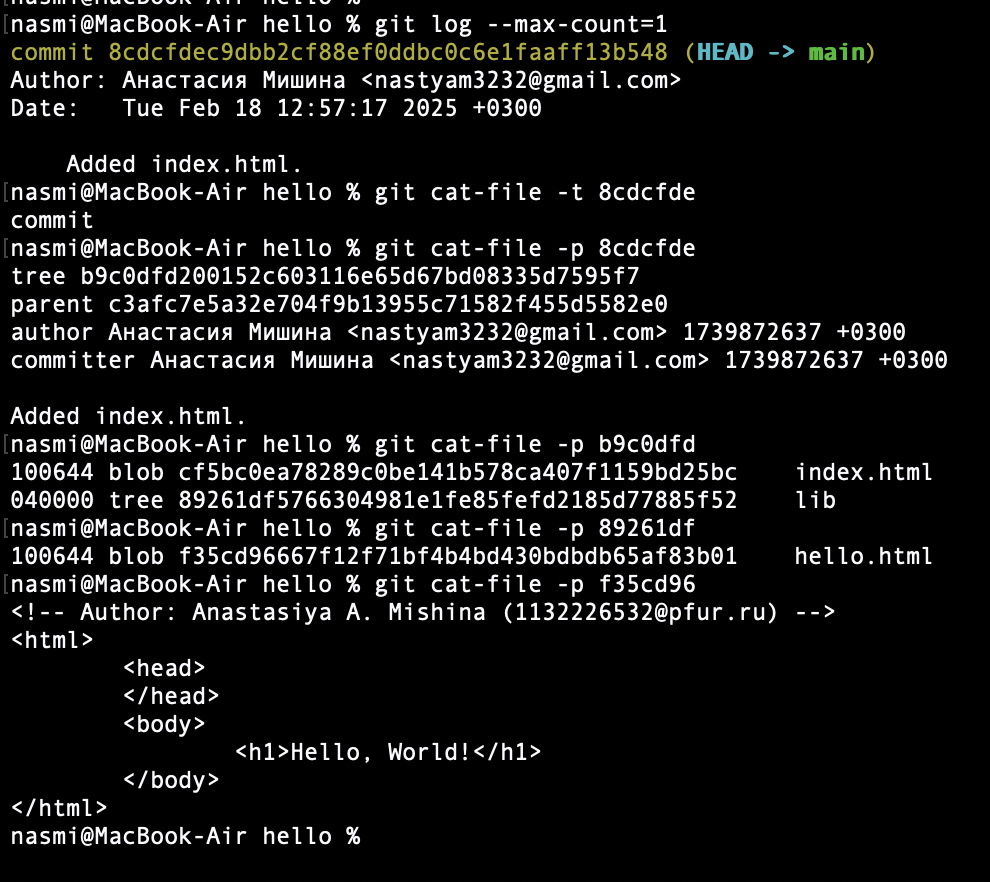 nasmi@MacBook-Air hello %
nasmi@MacBook-Air hello % git log --max-count=1
commit 8cdcfdec9dbb2cf88ef0ddbc0c6e1faaff13b548 (HEAD -> main)
Author: Анастасия Мишина <nastyam3232@gmail.com>
Date:   Tue Feb 18 12:57:17 2025 +0300

    Added index.html.
nasmi@MacBook-Air hello % git cat-file -t 8cdcfde
commit
nasmi@MacBook-Air hello % git cat-file -p 8cdcfde
tree b9c0dfd200152c603116e65d67bd08335d7595f7
parent c3afc7e5a32e704f9b13955c71582f455d5582e0
author Анастасия Мишина <nastyam3232@gmail.com> 1739872637 +0300
committer Анастасия Мишина <nastyam3232@gmail.com> 1739872637 +0300

Added index.html.
nasmi@MacBook-Air hello % git cat-file -p b9c0dfd
100644 blob cf5bc0ea78289c0be141b578ca407f1159bd25bc    index.html
040000 tree 89261df5766304981e1fe85fefd2185d77885f52    lib
nasmi@MacBook-Air hello % git cat-file -p 89261df
100644 blob f35cd96667f12f71bf4b4bd430bdbdb65af83b01    hello.html
nasmi@MacBook-Air hello % git cat-file -p f35cd96
<!-- Author: Anastasiya A. Mishina (1132226532@pfur.ru) -->
<html>
        <head>
        </head>
        <body>
                <h1>Hello, World!</h1>
        </body>
</html>
nasmi@MacBook-Air hello %